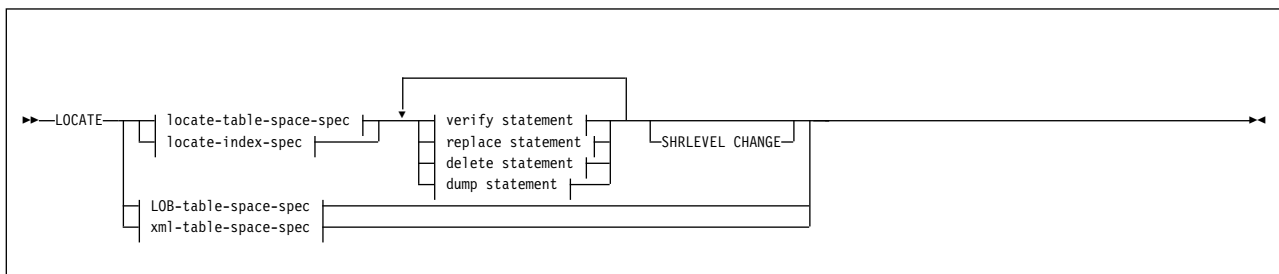 LOCATE locate-table-space-spec verify statement
locate-index-spec replace statement SHRLEVEL CHANGE
delete statement
dump statement
LOB-table-space-spec
xml-table-space-spec